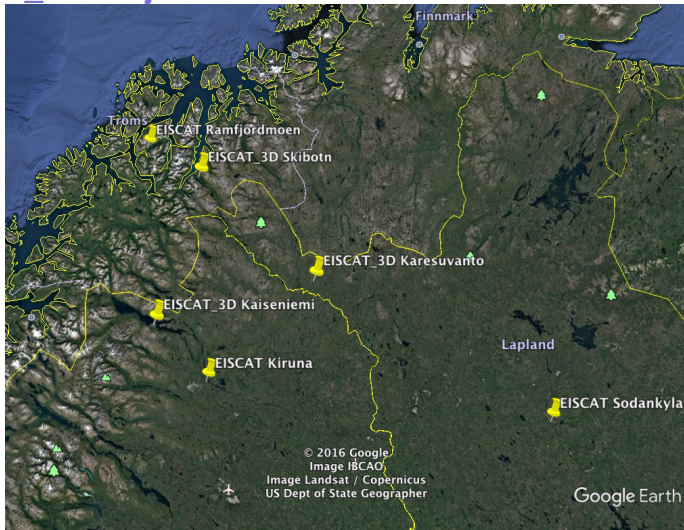 Finnmark
Troms
EISCAT Ramfjordmoen
EISCAT_3D Skibotn
EISCAT_3D Karesuvanto
EISCAT_3D Kaiseniemi
Lapland
EISCAT Kiruna
EISCAT Sodankyla
© 2016 Google
Image IBCAO
Image Landsat / Copernicus
US Dept of State Geographer
Google Earth